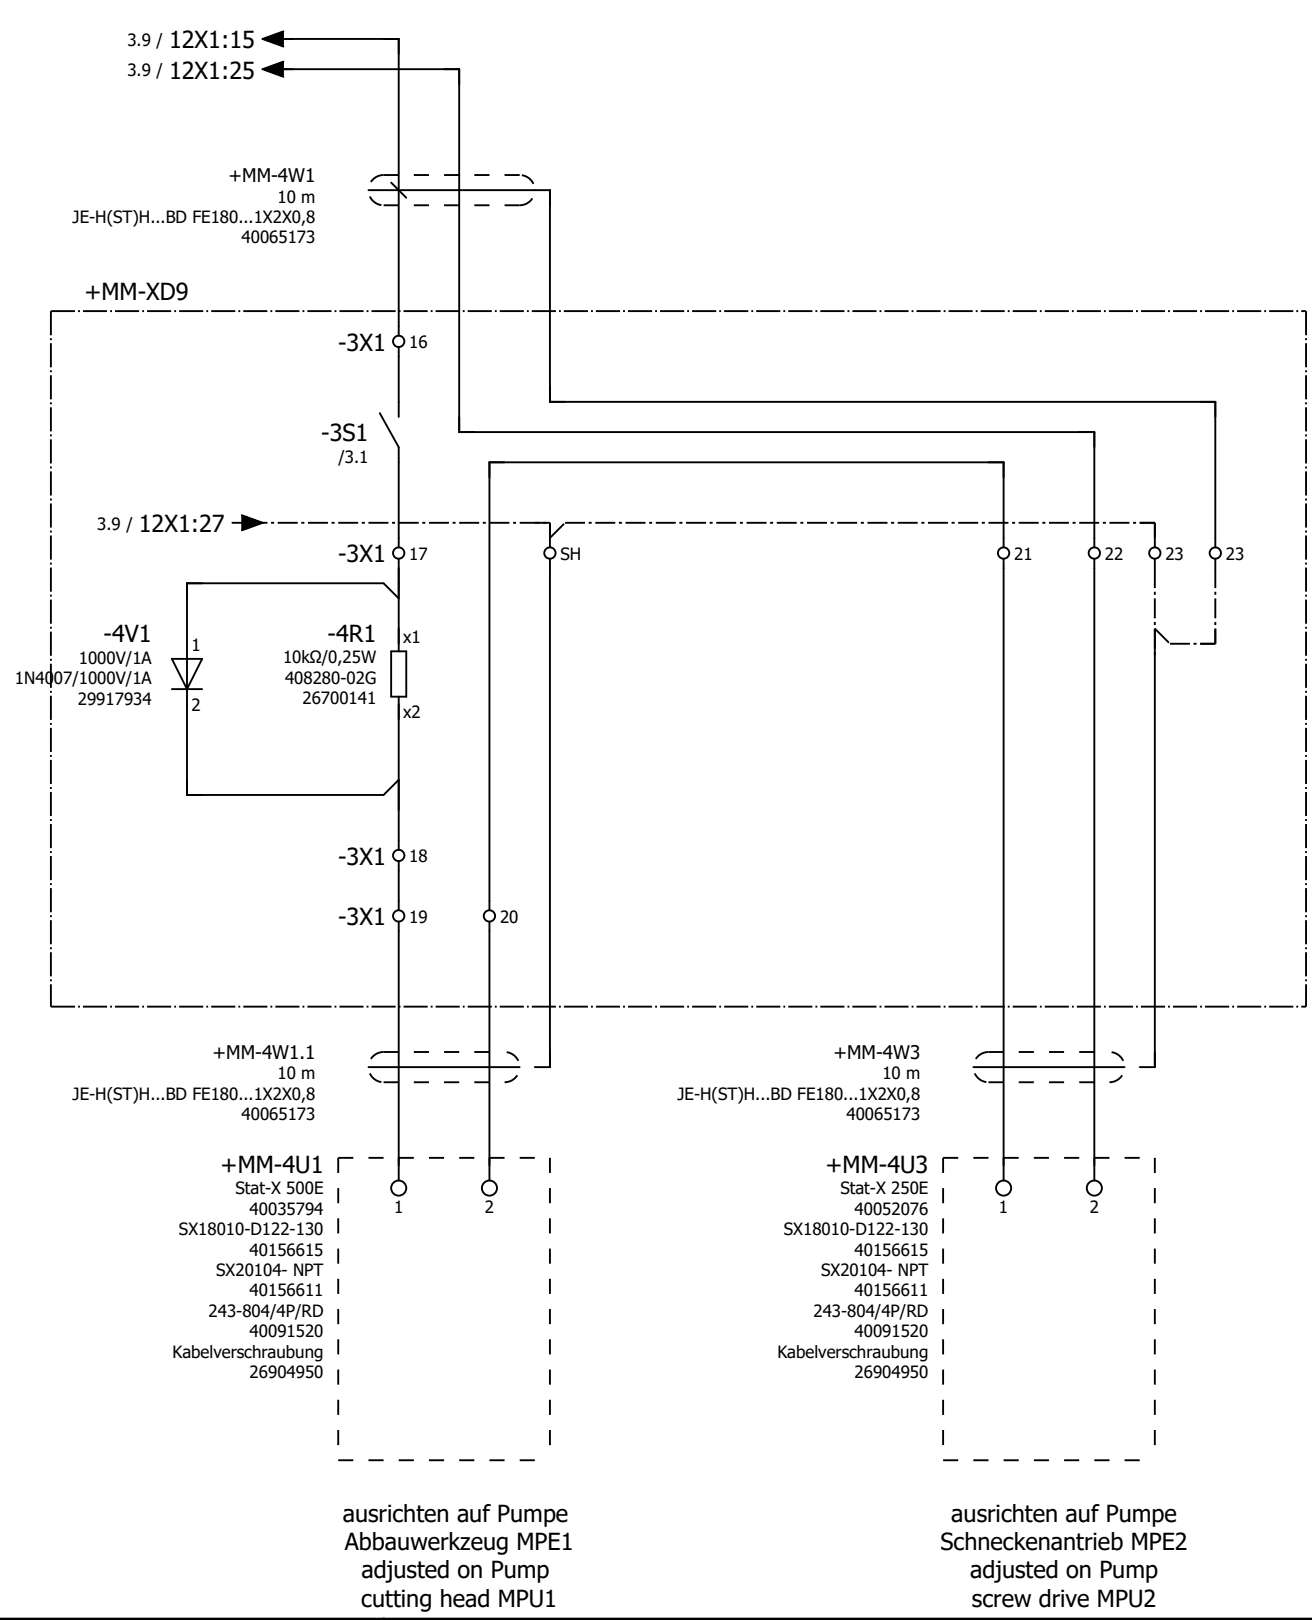 3.9 / 12X1:15
3.9 / 12X1:25
+MM-4W1
10 m
JE-H(ST)H...BD FE180...1X2X0,8
40065173
+MM-XD9
-3X1 16
-3S1
/3.1
3.9 / 12X1:27
-3X1 17
SH
21
22
23
23
-4V1
1000V/1A
1N4007/1000V/1A
29917934
1
2
-4R1
10kΩ/0,25W
408280-02G
26700141
x1
x2
-3X1 18
-3X1 19
20
+MM-4W1.1
10 m
JE-H(ST)H...BD FE180...1X2X0,8
40065173
+MM-4W3
10 m
JE-H(ST)H...BD FE180...1X2X0,8
40065173
+MM-4U1
Stat-X 500E
40035794
SX18010-D122-130
40156615
SX20104- NPT
40156611
243-804/4P/RD
40091520
Kabelverschraubung
26904950
1
2
+MM-4U3
Stat-X 250E
40052076
SX18010-D122-130
40156615
SX20104- NPT
40156611
243-804/4P/RD
40091520
Kabelverschraubung
26904950
1
2
ausrichten auf Pumpe
Abbauwerkzeug MPE1
adjusted on Pump
cutting head MPU1
ausrichten auf Pumpe
Schneckenantrieb MPE2
adjusted on Pump
screw drive MPU2